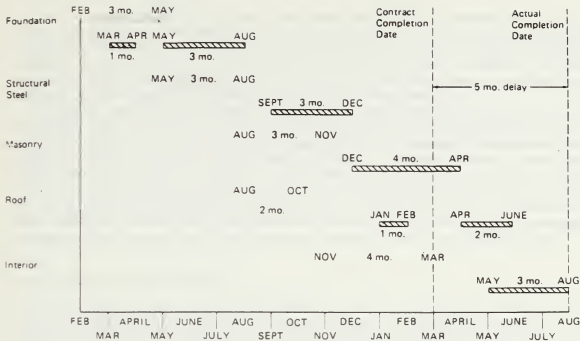 FEB 3 mo. MAY
Contract Completion Date
Actual Completion Date
Foundation
MAR APR MAY AUG
1 mo. 3 mo.
Structural Steel
MAY 3 mo. AUG
5 mo. delay
SEPT 3 mo. DEC
Masonry
AUG 3 mo. NOV
DEC 4 mo. APR
Roof
AUG OCT
2 mo.
JAN FEB APR JUNE
1 mo. 2 mo.
Interior
NOV 4 mo. MAR
MAY 3 mo. AUG
FEB APRIL JUNE AUG OCT DEC FEB APRIL JUNE AUG
MAR MAY JULY SEPT NOV JAN MAR MAY JULY